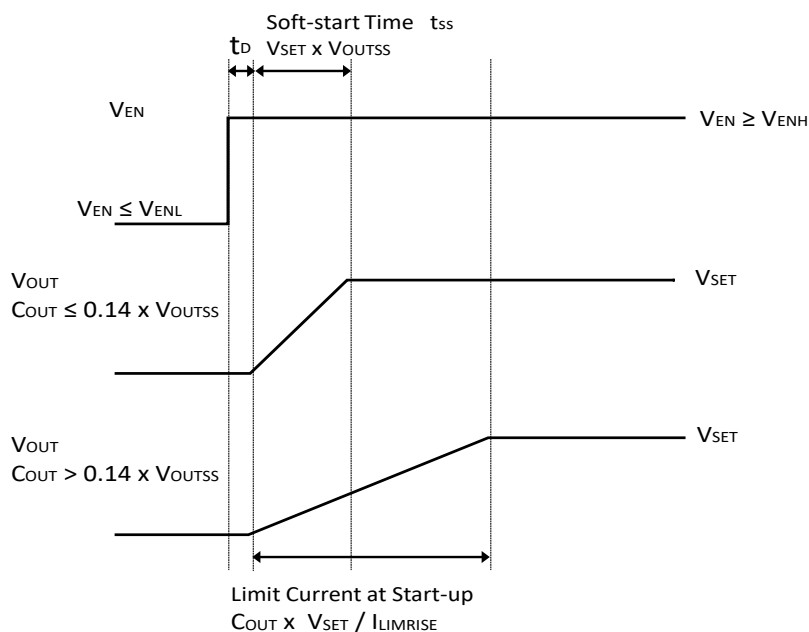 Soft-start Time tss
tD
VSET x VOUTSS
VEN
VEN ≥ VENH
VEN ≤ VENL
VOUT
COUT ≤ 0.14 x VOUTSS
VSET
VOUT
COUT > 0.14 x VOUTSS
VSET
Limit Current at Start-up
COUT x VSET / ILIMRISE